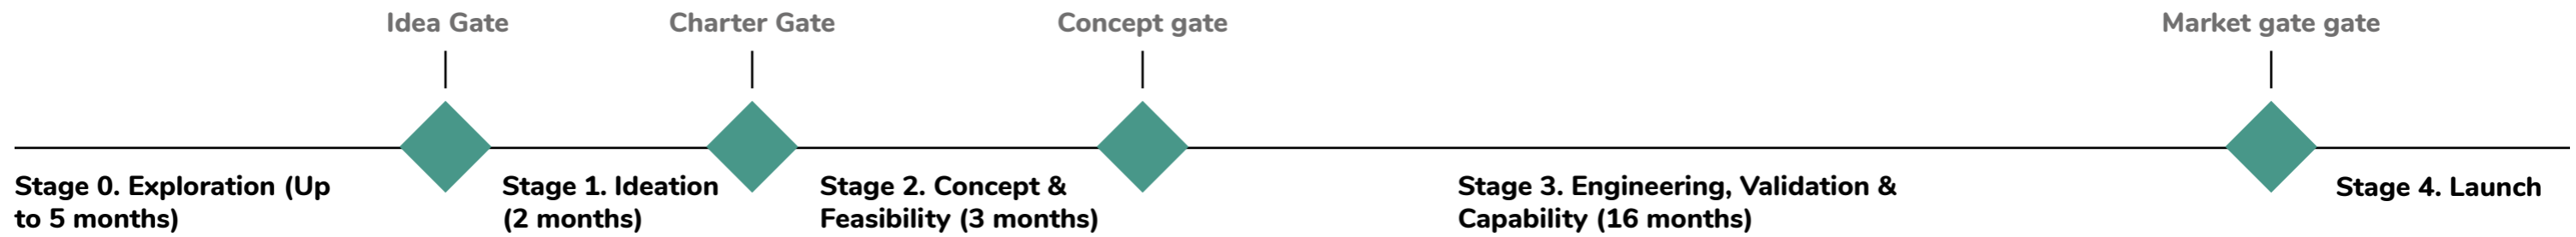 Idea Gate
Charter Gate
Concept gate
Market gate gate
Stage 0. Exploration (Up
to 5 months)
Stage 1. Ideation
(2 months)
Stage 2. Concept &
Feasibility (3 months)
Stage 3. Engineering, Validation &
Capability (16 months)
Stage 4. Launch